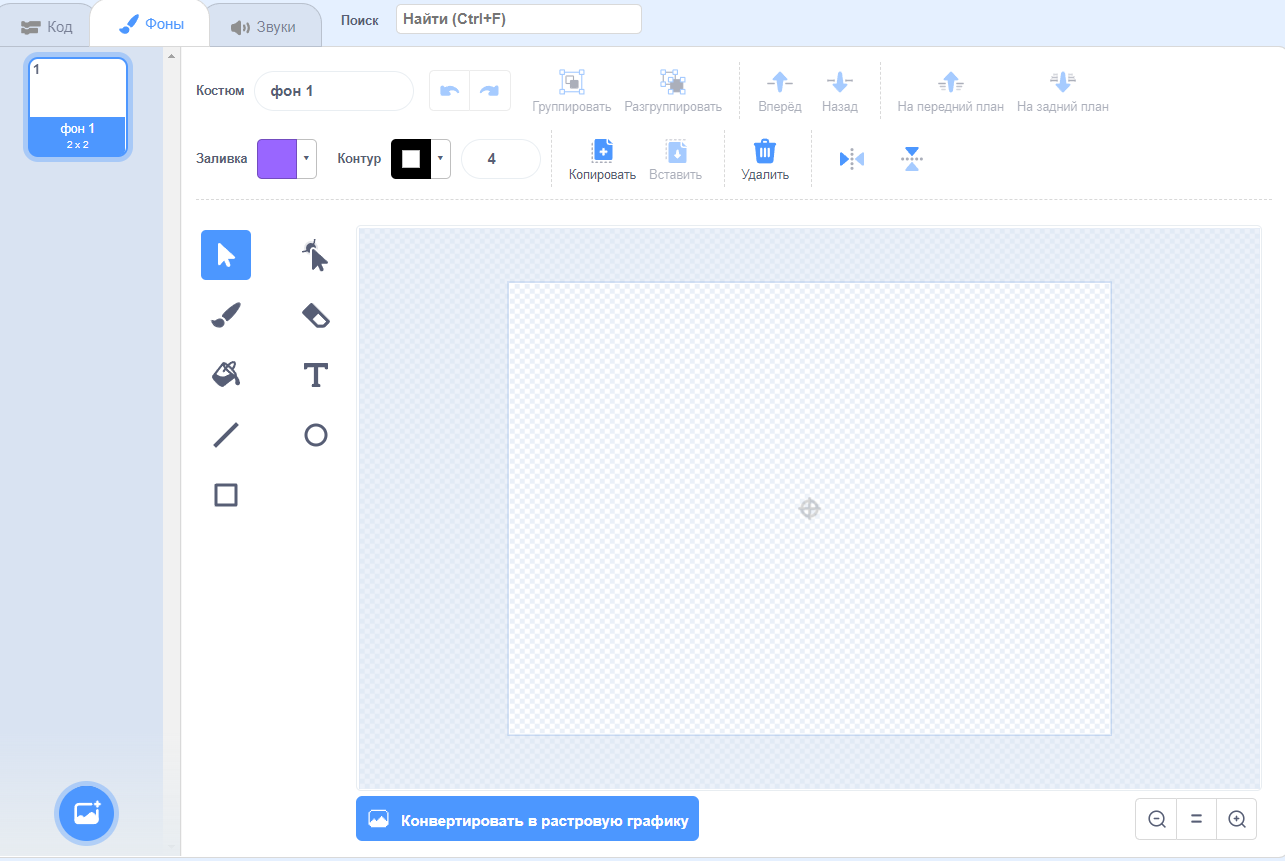 Код
Фоны
Звуки
Поиск
Найти (Ctrl+F)
1
фон 1
2 x 2
Костюм
фон 1
Группировать
Разгруппировать
Вперёд
Назад
На передний план
На задний план
Заливка
Контур
4
Копировать
Вставить
Удалить
Конвертировать в растровую графику